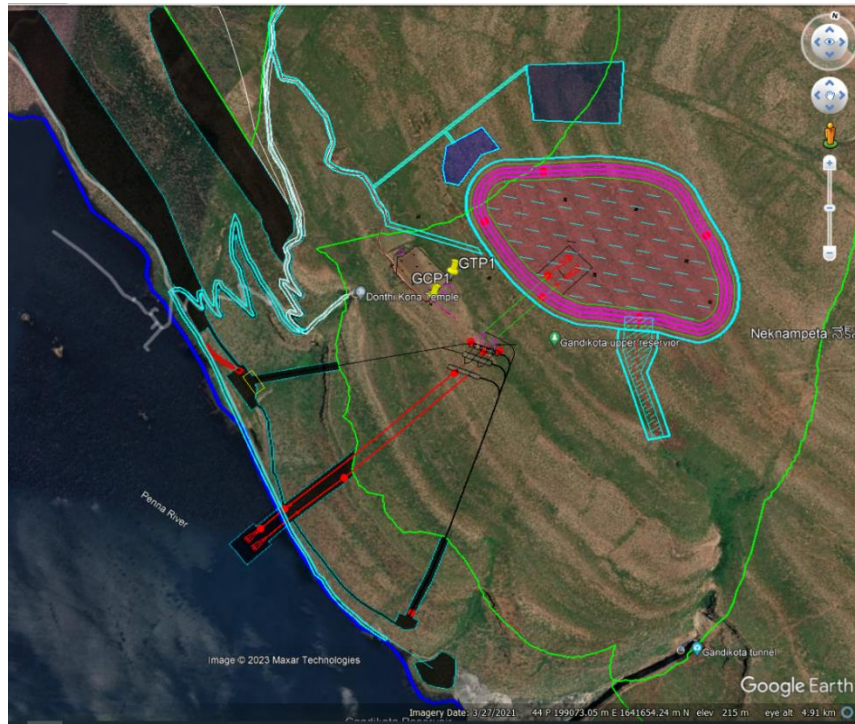 N
GTP1
GCP1
Donthi Kona Temple
Neknampeta
Gandikota upper reservior
Penna River
Gandikota tunnel
Image © 2023 Maxar Technologies
Google Earth
Imagery Date: 3/27/2021 44 P 199073.05 m E 1641654.24 m N elev 215 m eye alt 4.91 km